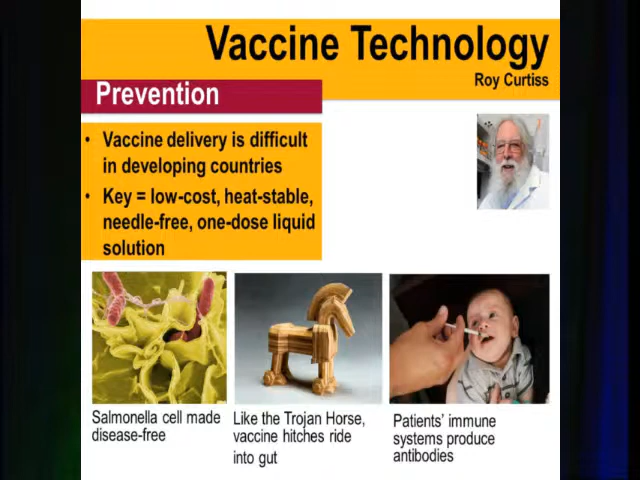 Vaccine Technology
Roy Curtiss
Prevention
• Vaccine delivery is difficult
in developing countries
• Key = low-cost, heat-stable,
needle-free, one-dose liquid
solution
Salmonella cell made
disease-free
Like the Trojan Horse,
vaccine hitches ride
into gut
Patients' immune
systems produce
antibodies